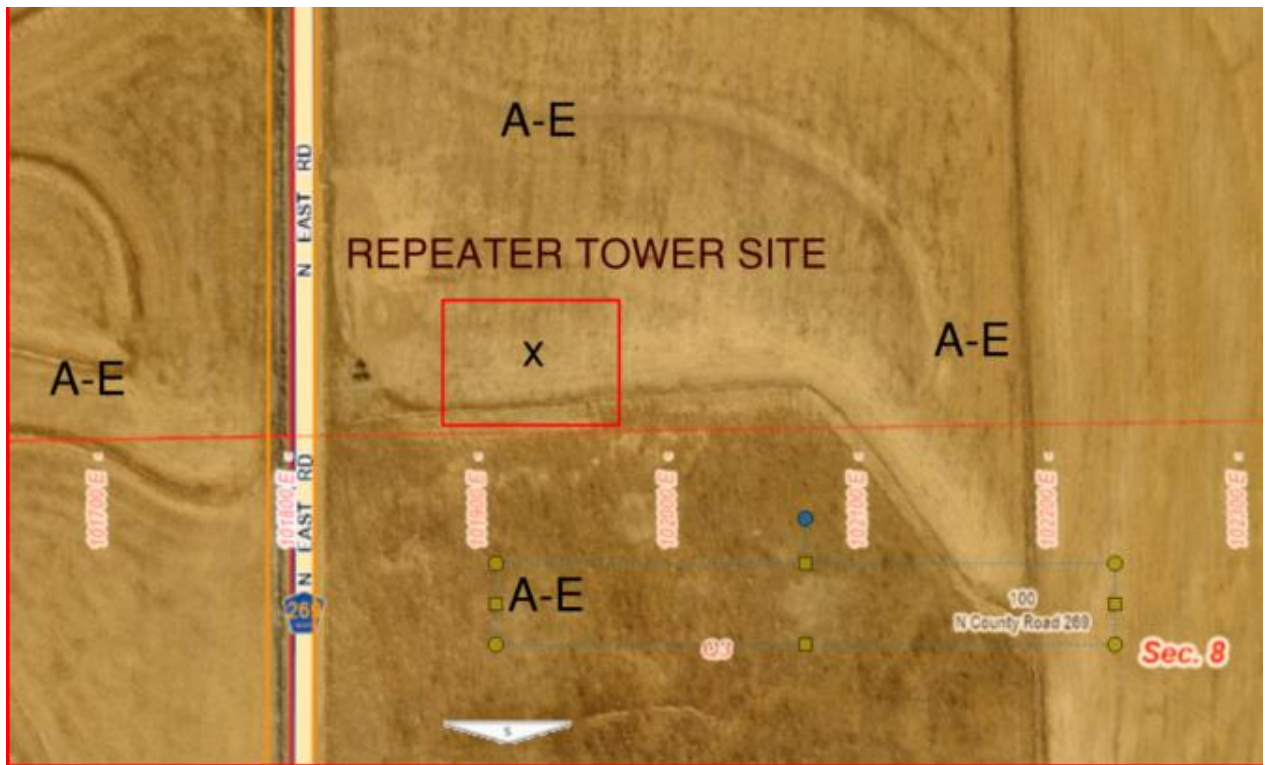 A-E
N EAST RD
REPEATER TOWER SITE
x
A-E
A-E
101700 E
101800 E
101900 E
102000 E
102100 E
102200 E
102300 E
N EAST RD
269
A-E
100
N County Road 269
Sec. 8
S